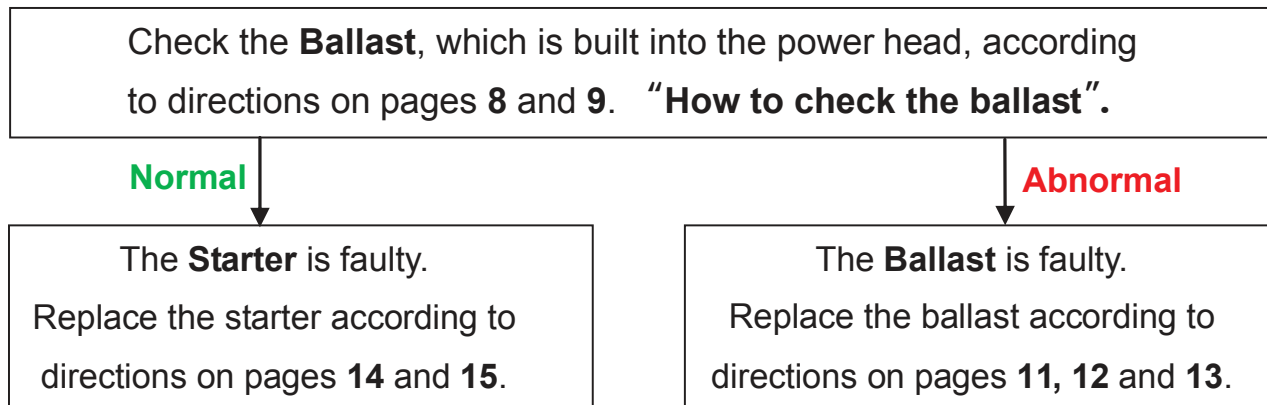 Check the Ballast, which is built into the power head, according
to directions on pages 8 and 9. “How to check the ballast”.
Normal
Abnormal
The Starter is faulty.
Replace the starter according to
directions on pages 14 and 15.
The Ballast is faulty.
Replace the ballast according to
directions on pages 11, 12 and 13.